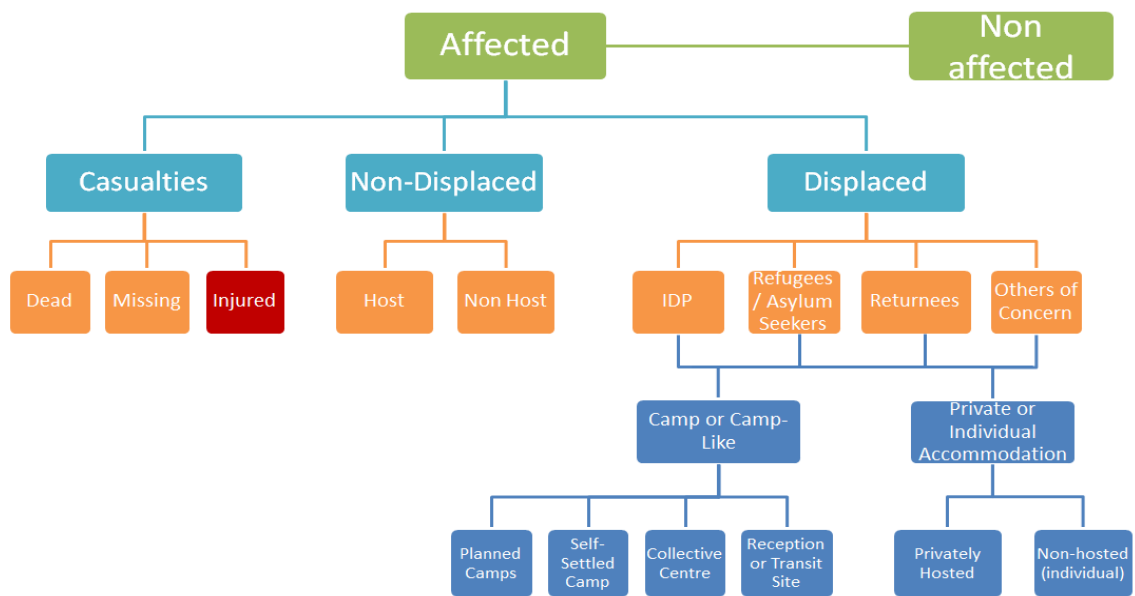 Affected
Non
affected
Casualties
Non-Displaced
Displaced
Dead
Missing
Injured
Host
Non Host
IDP
Refugees
/ Asylum
Seekers
Returnees
Others of
Concern
Camp or Camp-
Like
Private or
Individual
Accommodation
Planned
Camps
Self-
Settled
Camp
Collective
Centre
Reception
or Transit
Site
Privately
Hosted
Non-hosted
(individual)